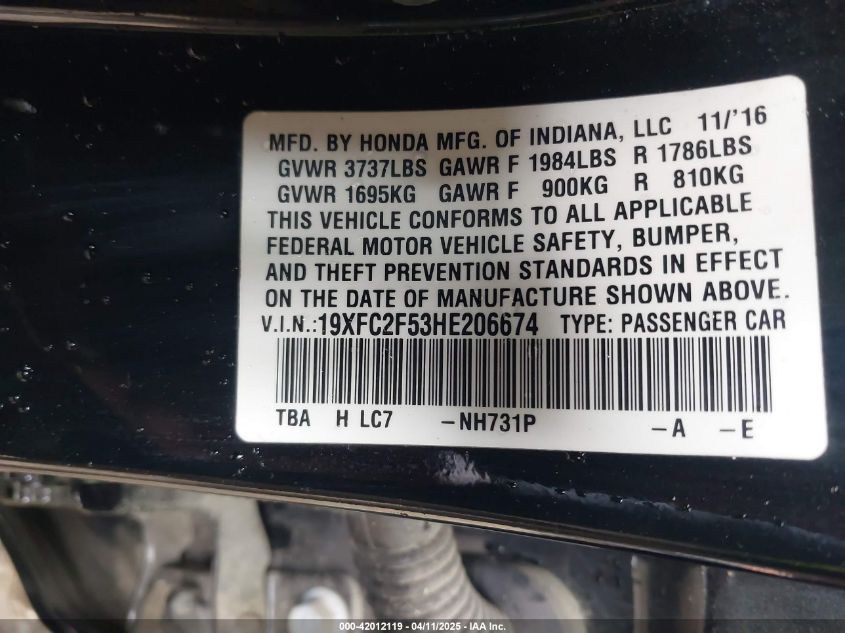 MFD. BY HONDA MFG. OF INDIANA, LLC 11/'16
GVWR 3737LBS GAWR F 1984LBS R 1786LBS
GVWR 1695KG GAWR F 900KG R 810KG
THIS VEHICLE CONFORMS TO ALL APPLICABLE
FEDERAL MOTOR VEHICLE SAFETY, BUMPER,
AND THEFT PREVENTION STANDARDS IN EFFECT
ON THE DATE OF MANUFACTURE SHOWN ABOVE.
V.I.N.:19XFC2F53HE206674 TYPE: PASSENGER CAR
TBA H LC7 -NH731P -A -E
000-42012119 - 04/11/2025 - IAA Inc.